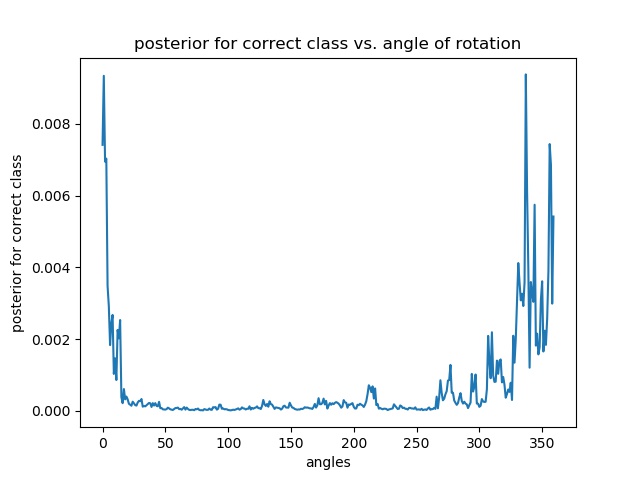 posterior for correct class vs. angle of rotation
posterior for correct class
0.008
0.006
0.004
0.002
0.000
0 50 100 150 200 250 300 350
angles